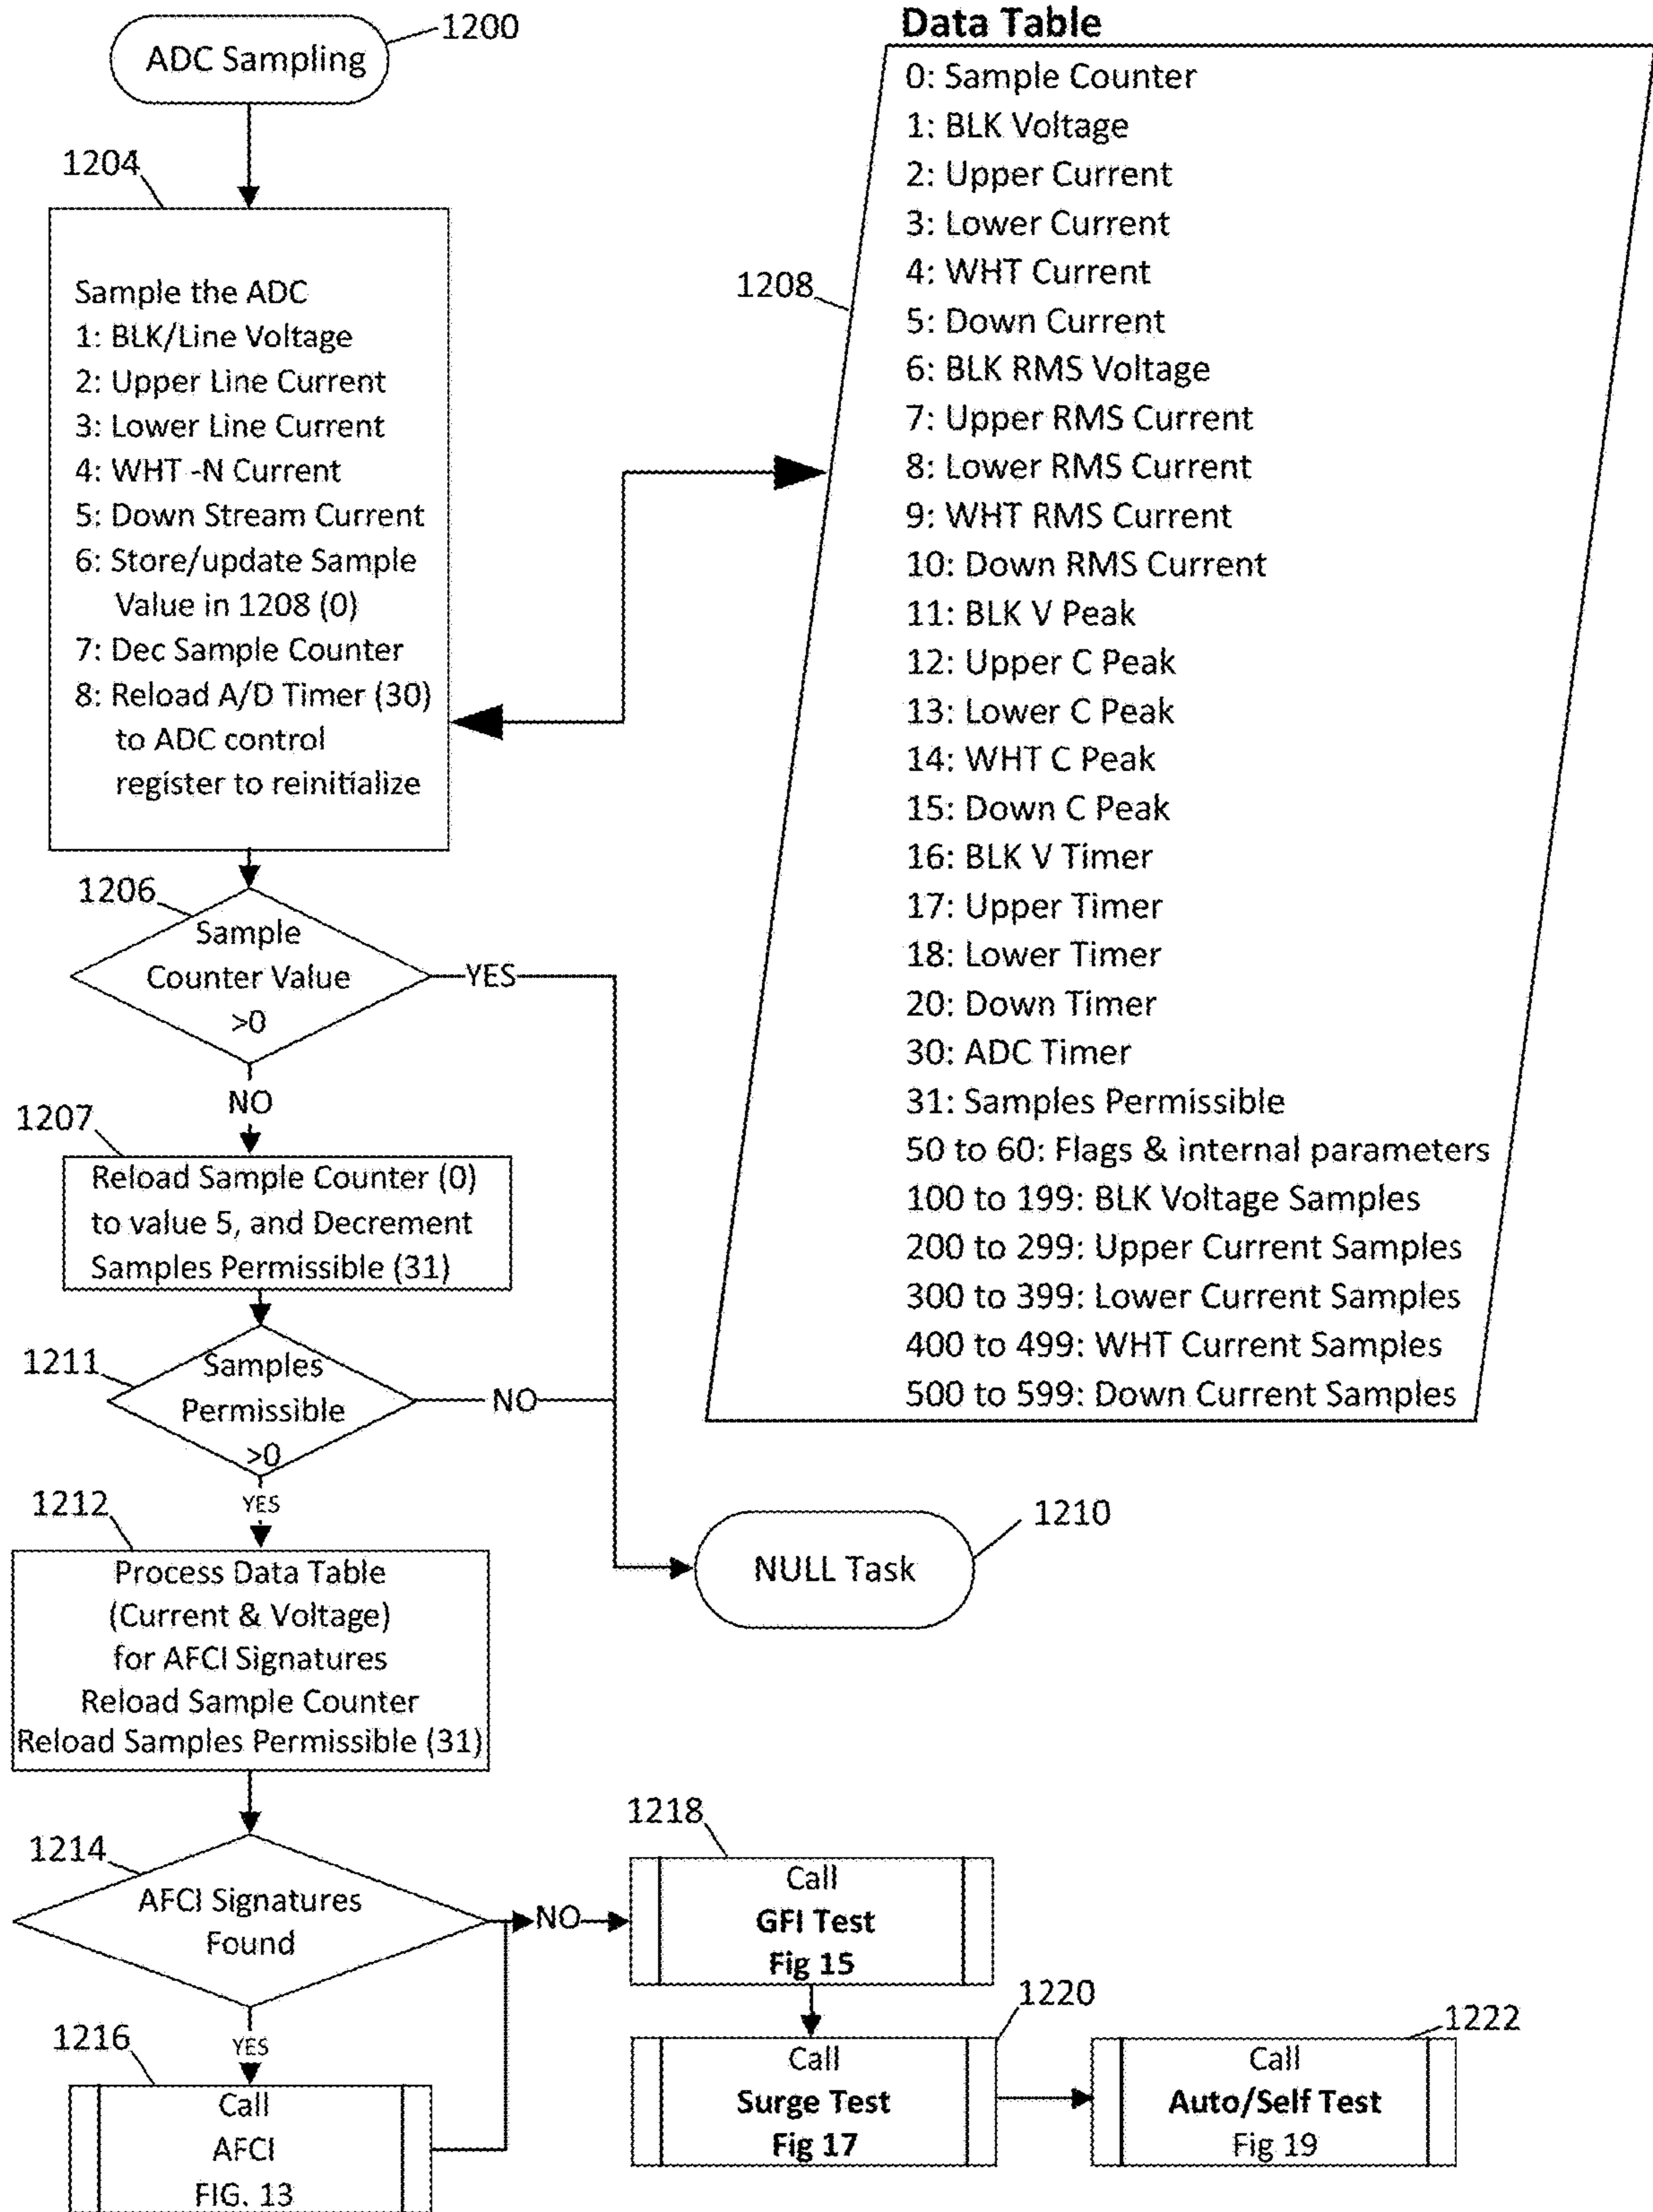 1200
ADC Sampling
1204
Sample the ADC
1: BLK/Line Voltage
2: Upper Line Current
3: Lower Line Current
4: WHT -N Current
5: Down Stream Current
6: Store/update Sample
Value in 1208 (0)
7: Dec Sample Counter
8: Reload A/D Timer (30)
to ADC control
register to reinitialize
Data Table
0: Sample Counter
1: BLK Voltage
2: Upper Current
3: Lower Current
4: WHT Current
5: Down Current
6: BLK RMS Voltage
7: Upper RMS Current
8: Lower RMS Current
9: WHT RMS Current
10: Down RMS Current
11: BLK V Peak
12: Upper C Peak
13: Lower C Peak
14: WHT C Peak
15: Down C Peak
16: BLK V Timer
17: Upper Timer
18: Lower Timer
20: Down Timer
30: ADC Timer
31: Samples Permissible
50 to 60: Flags & internal parameters
100 to 199: BLK Voltage Samples
200 to 299: Upper Current Samples
300 to 399: Lower Current Samples
400 to 499: WHT Current Samples
500 to 599: Down Current Samples
1208
1206
Sample
Counter Value
>0
YES
NO
1207
Reload Sample Counter (0)
to value 5, and Decrement
Samples Permissible (31)
1211
Samples
Permissible
>0
NO
YES
1210
NULL Task
1212
Process Data Table
(Current & Voltage)
for AFCI Signatures
Reload Sample Counter
Reload Samples Permissible (31)
1214
AFCI Signatures
Found
NO
YES
1216
Call
AFCI
FIG. 13
1218
Call
GFI Test
Fig 15
1220
Call
Surge Test
Fig 17
1222
Call
Auto/Self Test
Fig 19